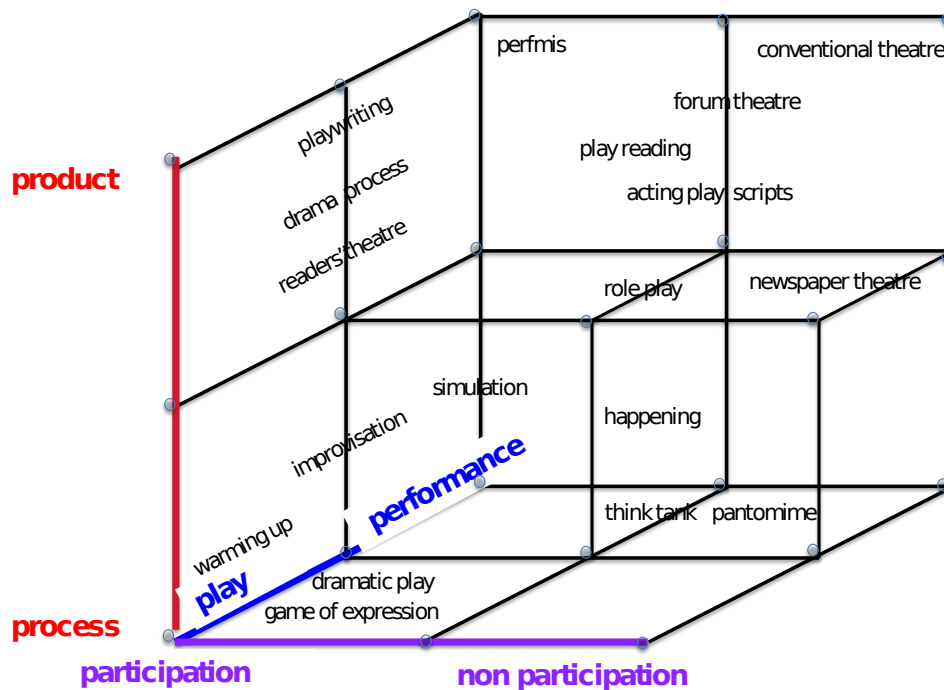 perfmis
conventional theatre
forum theatre
playwriting
play reading
product
drama process
acting play scripts
readers'theatre
role play
newspaper theatre
simulation
happening
improvisation
performance
think tank
pantomime
warming up
play
dramatic play
game of expression
process
participation
non participation